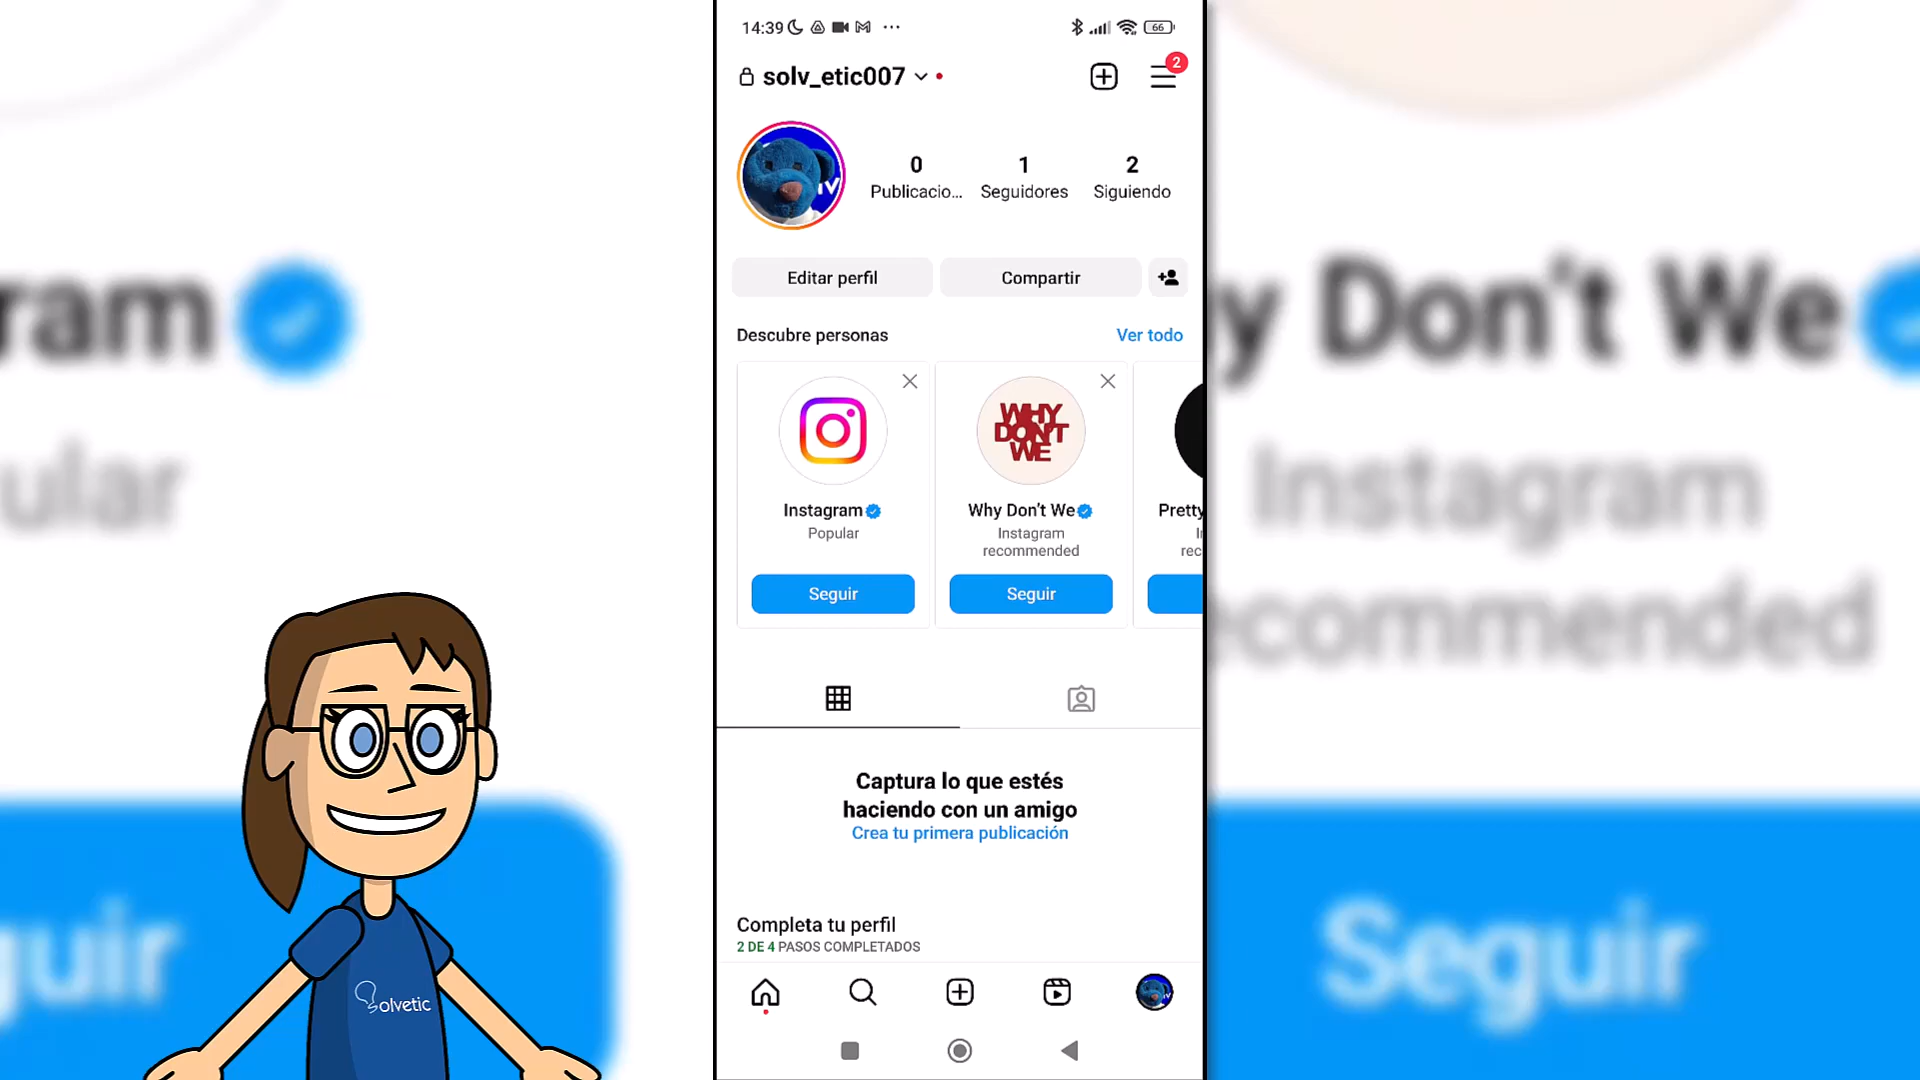 14:39
66
solv_etic007
2
0
1
2
Publicacio...
Seguidores
Siguiendo
Editar perfil
Compartir
Descubre personas
Ver todo
WHY
DON'T
WE
Instagram
Why Don't We
Pretty
Popular
Instagram
recommended
I
rec
Seguir
Seguir
Captura lo que estés
haciendo con un amigo
Crea tu primera publicación
Completa tu perfil
2 DE 4 PASOS COMPLETADOS
ram
ular
guir
y Don't We
Instagram
ecommended
Seguir
Solvetic